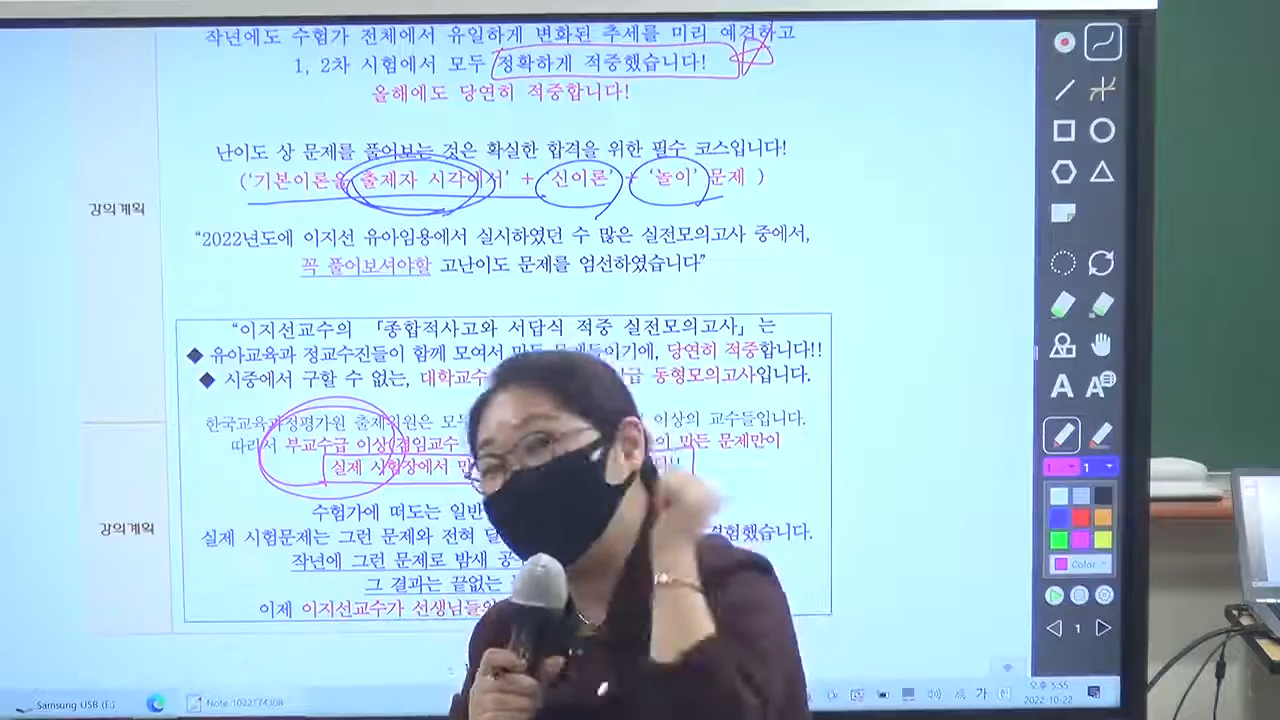 작년에도 수험가 전체에서 유일하게 변화된 추세를 미리 예견하고
1, 2차 시험에서 모두 정확하게 적중했습니다!
올해에도 당연히 적중합니다!
난이도 상 문제를 풀어보는 것은 확실한 합격을 위한 필수 코스입니다!
('기본이론을 출제자 시각에서' + '신이론' + '놀이' 문제 )
강의계획
"2022년도에 이지선 유아임용에서 실시하였던 수 많은 실전모의고사 중에서,
꼭 풀어보셔야할 고난이도 문제를 엄선하였습니다"
"이지선교수의 「종합적사고와 서답식 적중 실전모의고사」는
◆ 유아교육과 정교수진들이 함께 모여서 만든 문제들이기에, 당연히 적중합니다!!
◆ 시중에서 구할 수 없는, 대학교수 급 동형모의고사입니다.
한국교육과정평가원 출제위원은 모두 이상의 교수들입니다.
따라서 부교수급 이상(겸임교수 이 만든 문제만이
실제 시험장에서 만
수험가에 떠도는 일반
강의계획
실제 시험문제는 그런 문제와 전혀 달 경험했습니다.
작년에 그런 문제로 밤새 공
그 결과는 끝없는
이제 이지선교수가 선생님들의
Color
1
Samsung USB (E:)
Note 1022174308
가
오후 5:55
2022-10-22